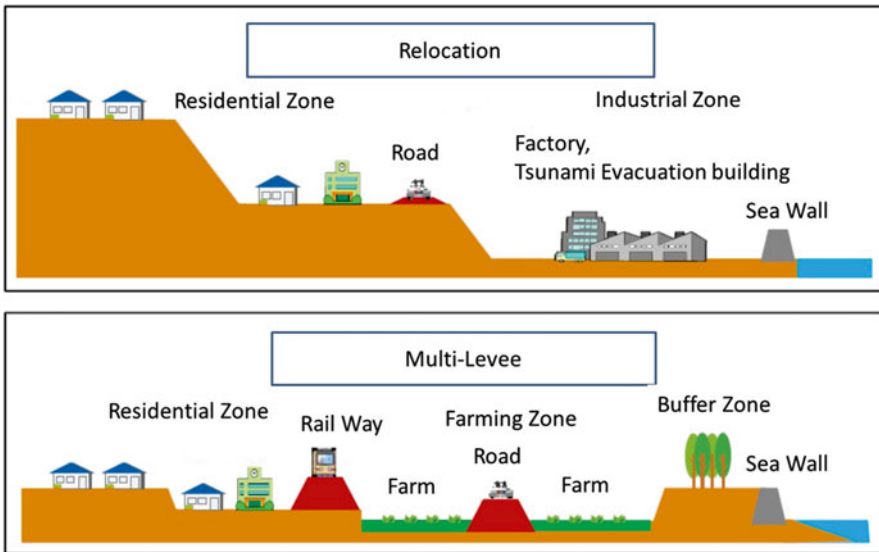 Relocation
Residential Zone
Industrial Zone
Road
Factory,
Tsunami Evacuation building
Sea Wall
Multi-Levee
Residential Zone
Rail Way
Farming Zone
Buffer Zone
Road
Sea Wall
Farm
Farm